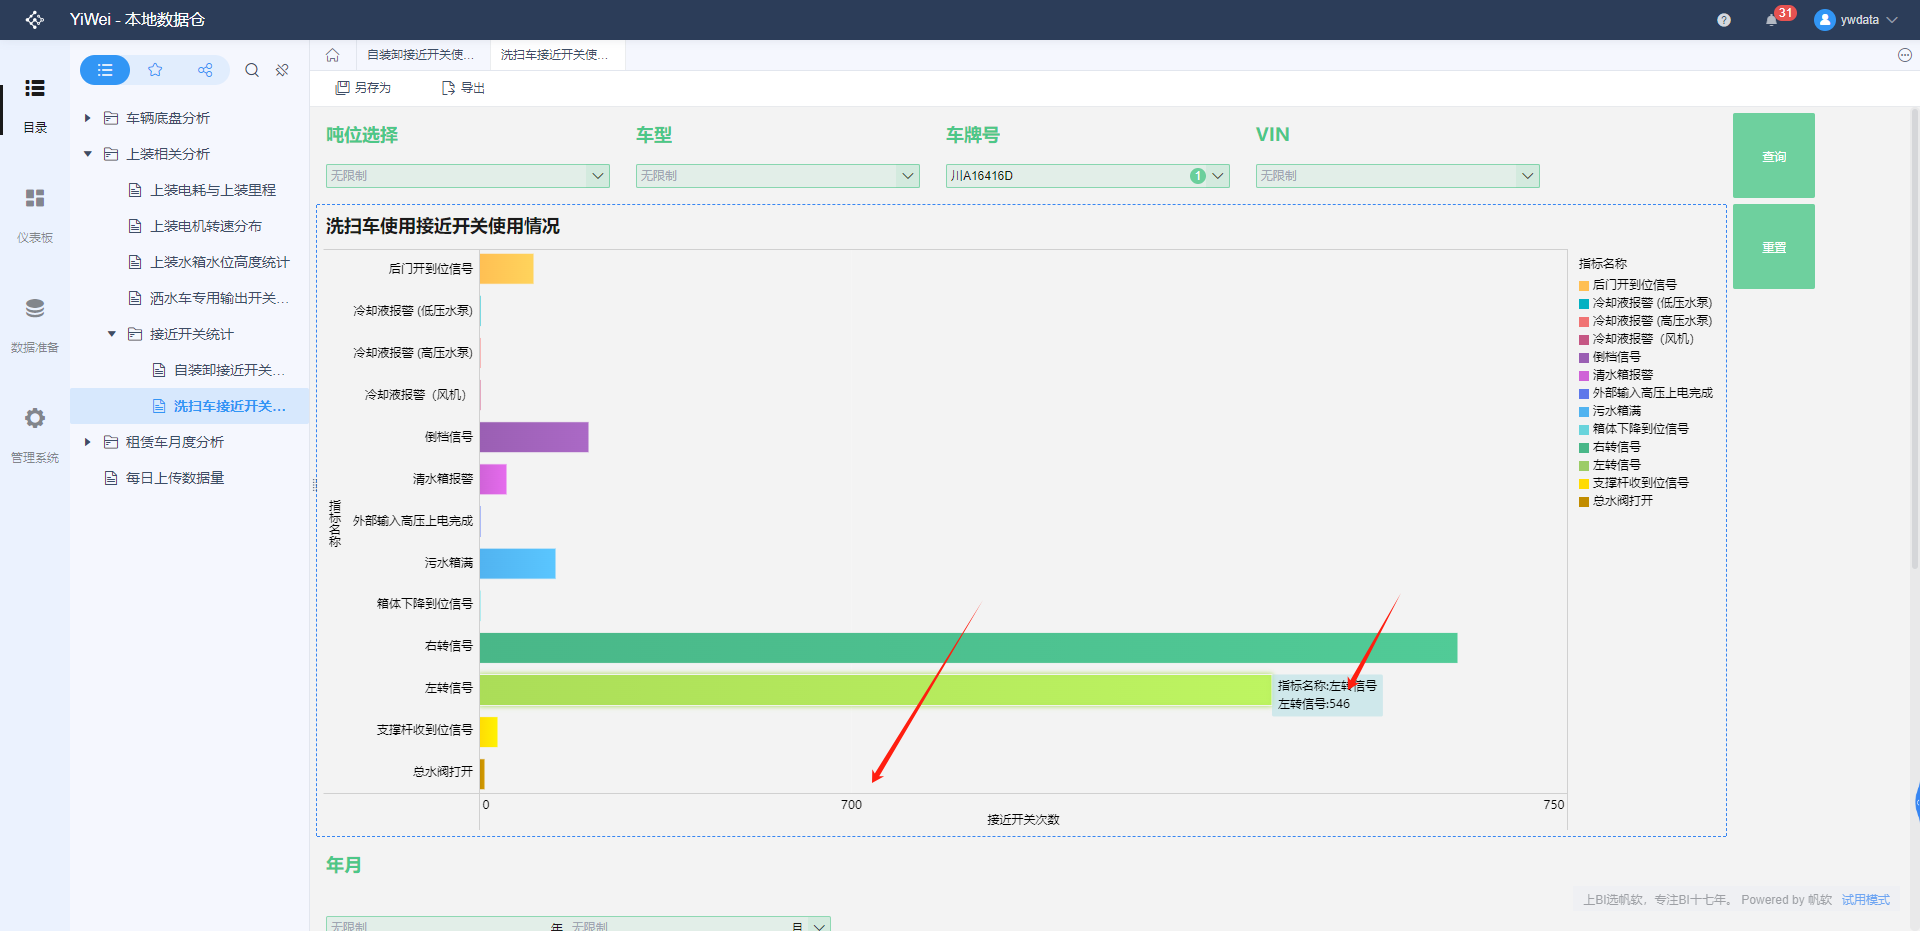 YiWei - 本地数据仓
?
31
ywdata
目录
仪表板
数据准备
管理系统
车辆底盘分析
上装相关分析
上装电耗与上装里程
上装电机转速分布
上装水箱水位高度统计
洒水车专用输出开关...
接近开关统计
自装卸接近开关...
洗扫车接近开关...
租赁车月度分析
每日上传数据量
自装卸接近开关使...
洗扫车接近开关使...
另存为
导出
吨位选择
车型
车牌号
VIN
无限制
无限制
川A16416D
1
无限制
查询
重置
洗扫车使用接近开关使用情况
指标名称
后门开到位信号
冷却液报警 (低压水泵)
冷却液报警 (高压水泵)
冷却液报警（风机）
倒档信号
清水箱报警
外部输入高压上电完成
污水箱满
箱体下降到位信号
右转信号
左转信号
支撑杆收到位信号
总水阀打开
指标名称:左转信号
左转信号:546
0
700
750
接近开关次数
指标名称
后门开到位信号
冷却液报警 (低压水泵)
冷却液报警 (高压水泵)
冷却液报警（风机）
倒档信号
清水箱报警
外部输入高压上电完成
污水箱满
箱体下降到位信号
右转信号
左转信号
支撑杆收到位信号
总水阀打开
年月
无限制
年
无限制
月
上BI选帆软，专注BI十七年。 Powered by 帆软 试用模式